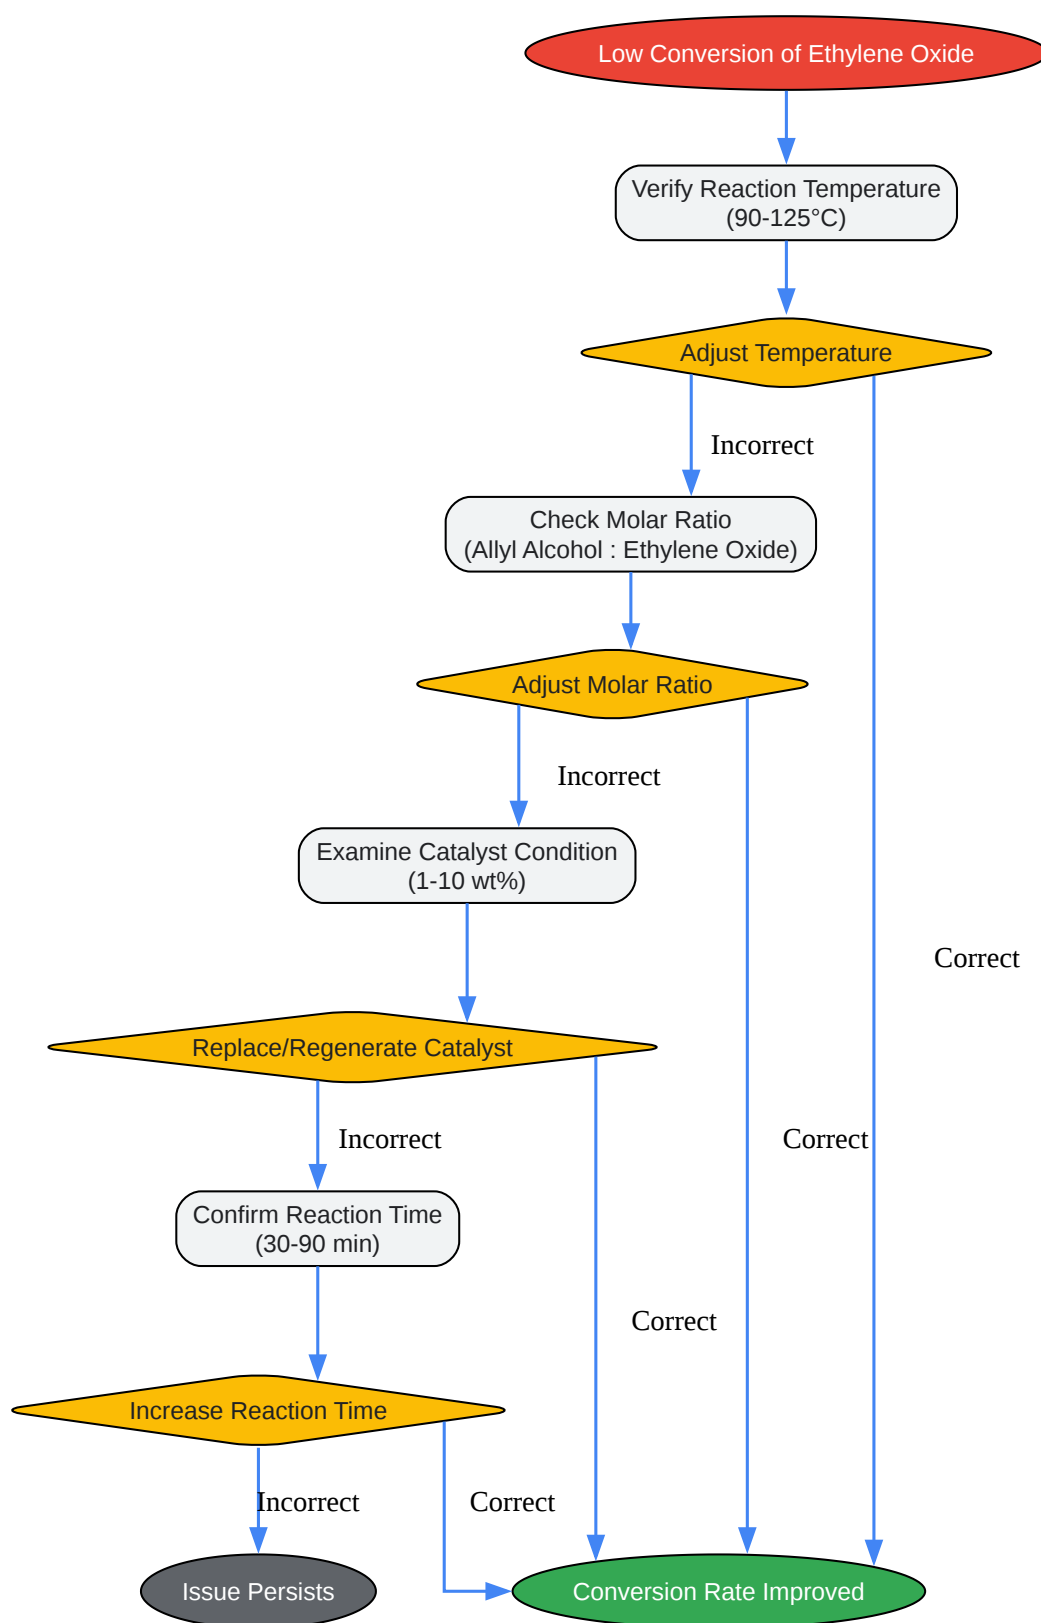 Low Conversion of Ethylene Oxide
Verify Reaction Temperature
(90-125°C)
Adjust Temperature
Incorrect
Check Molar Ratio
(Allyl Alcohol : Ethylene Oxide)
Adjust Molar Ratio
Incorrect
Examine Catalyst Condition
(1-10 wt%)
Correct
Replace/Regenerate Catalyst
Incorrect
Correct
Confirm Reaction Time
(30-90 min)
Correct
Increase Reaction Time
Incorrect
Correct
Issue Persists
Conversion Rate Improved